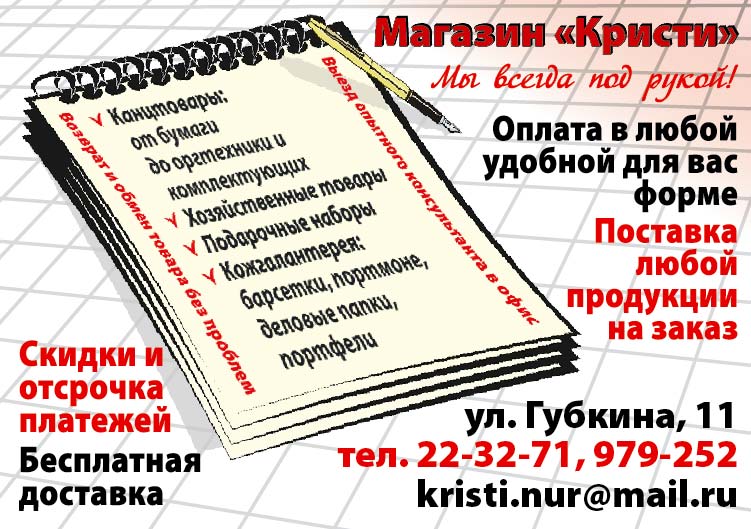 Магазин «Кристи»
Мы всегда под рукой!
Оплата в любой
удобной для вас
форме
Поставка
любой
продукции
на заказ
Возврат и обмен товара без проблем
Канцтовары:
от бумаги
до оргтехники и
комплектующих
Хозяйственные товары
Подарочные наборы
Кожгалантерея:
барсетки, портмоне,
деловые папки,
портфели
Выезд опытного консультанта в офис
Скидки и
отсрочка
платежей
Бесплатная
доставка
ул. Губкина, 11
тел. 22-32-71, 979-252
kristi.nur@mail.ru